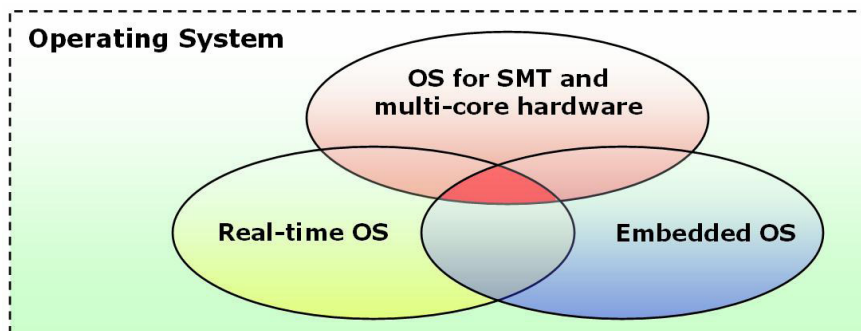 Operating System
OS for SMT and
multi-core hardware
Real-time OS
Embedded OS